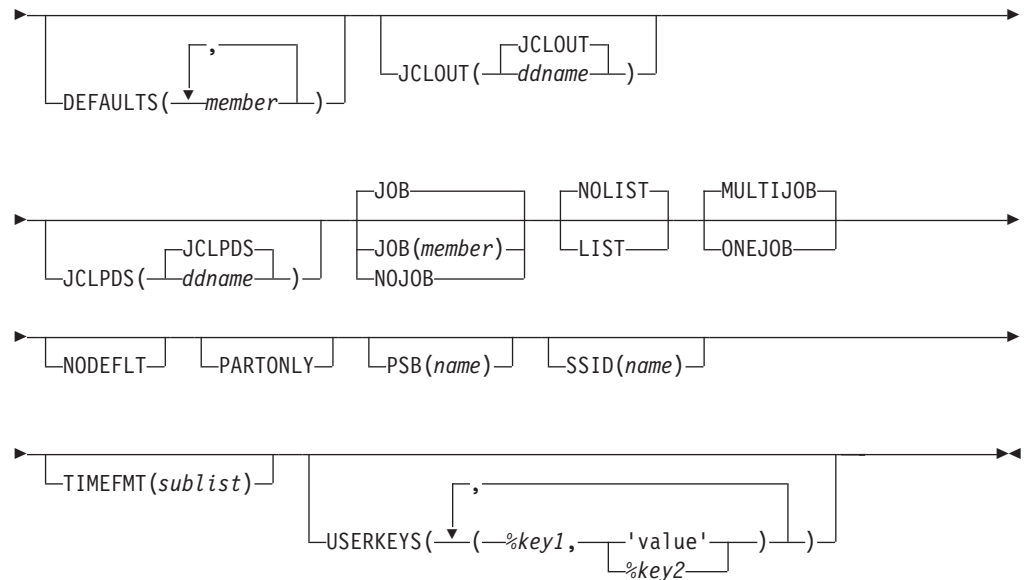 ,
DEFAULTS( member )
JCLOUT
JCLOUT( ddname )
JCLPDS
JCLPDS( ddname )
JOB
JOB(member)
NOJOB
NOLIST
LIST
MULTIJOB
ONEJOB
NODEFLT
PARTONLY
PSB(name)
SSID(name)
TIMEFMT(sublist)
,
USERKEYS( ( %key1, 'value' ) )
%key2